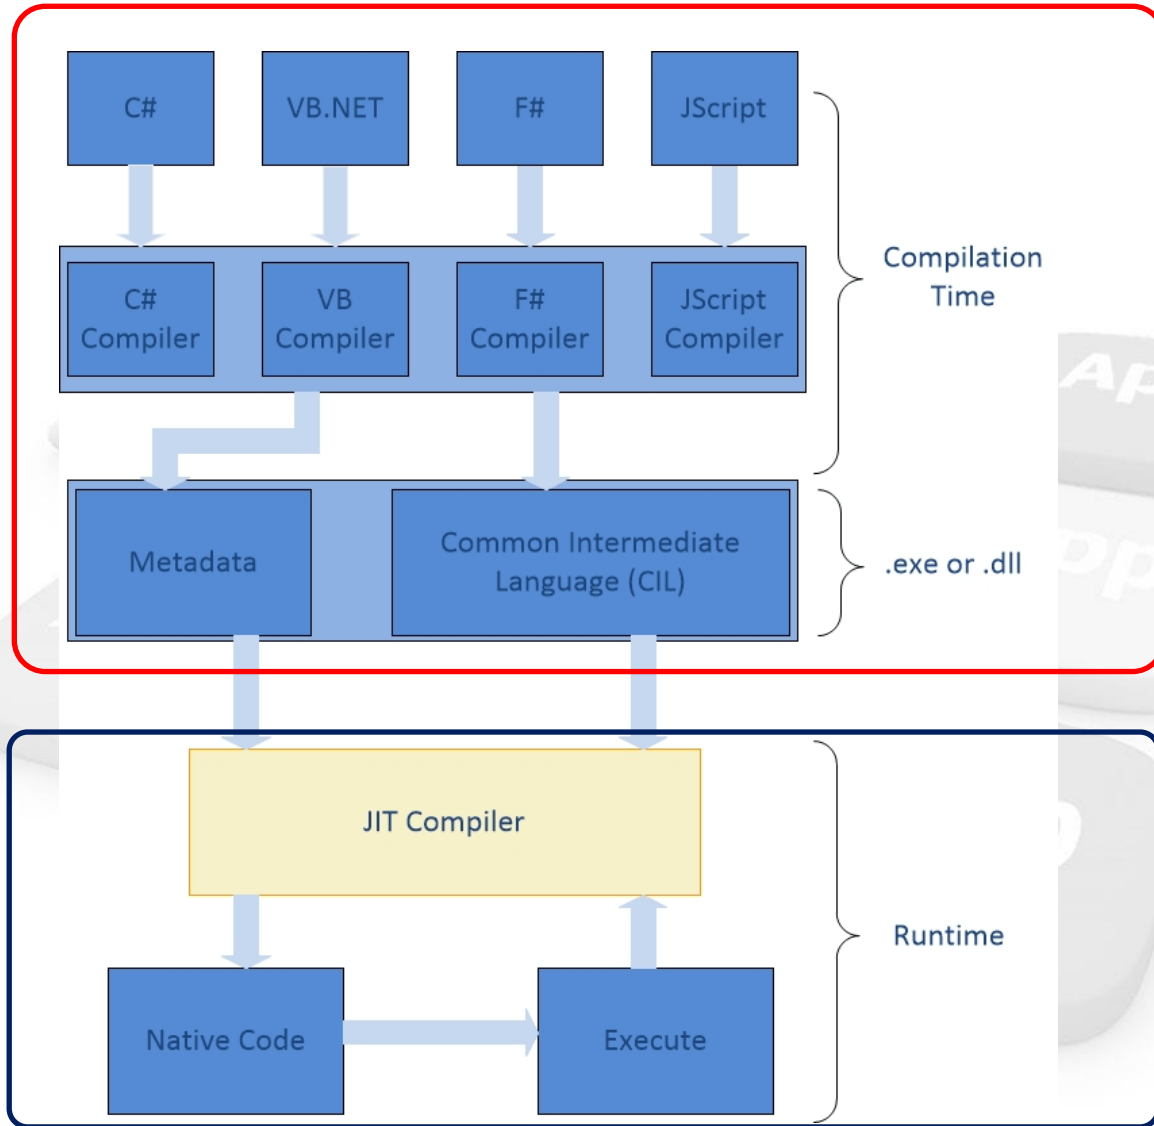 C#
VB.NET
F#
JScript
Compilation
Time
C#
Compiler
VB
Compiler
F#
Compiler
JScript
Compiler
Metadata
Common Intermediate
Language (CIL)
.exe or .dll
JIT Compiler
Runtime
Native Code
Execute